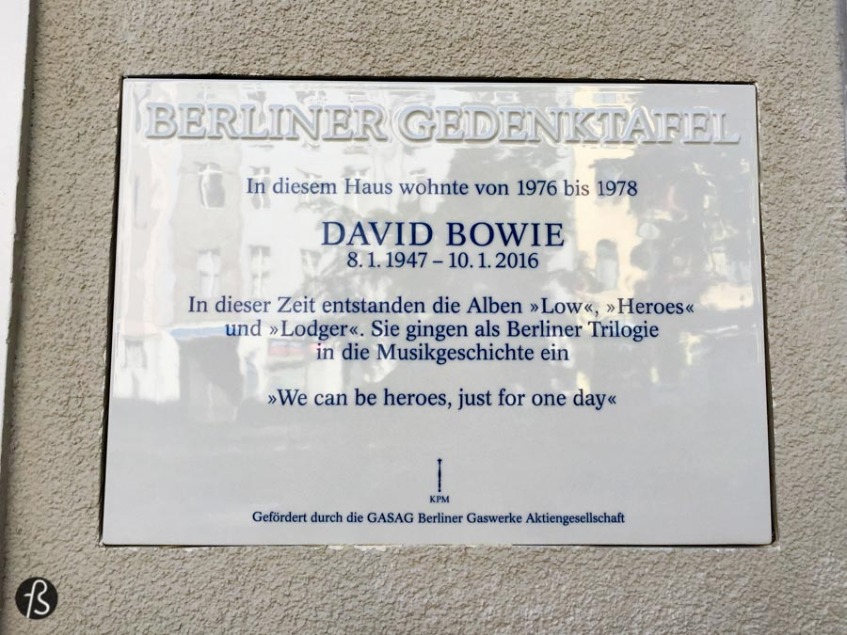 BERLINER GEDENKTAFEL
In diesem Haus wohnte von 1976 bis 1978
DAVID BOWIE
8. 1. 1947 – 10. 1. 2016
In dieser Zeit entstanden die Alben »Low«, »Heroes«
und »Lodger«. Sie gingen als Berliner Trilogie
in die Musikgeschichte ein
»We can be heroes, just for one day«
KPM
Gefördert durch die GASAG Berliner Gaswerke Aktiengesellschaft
ß